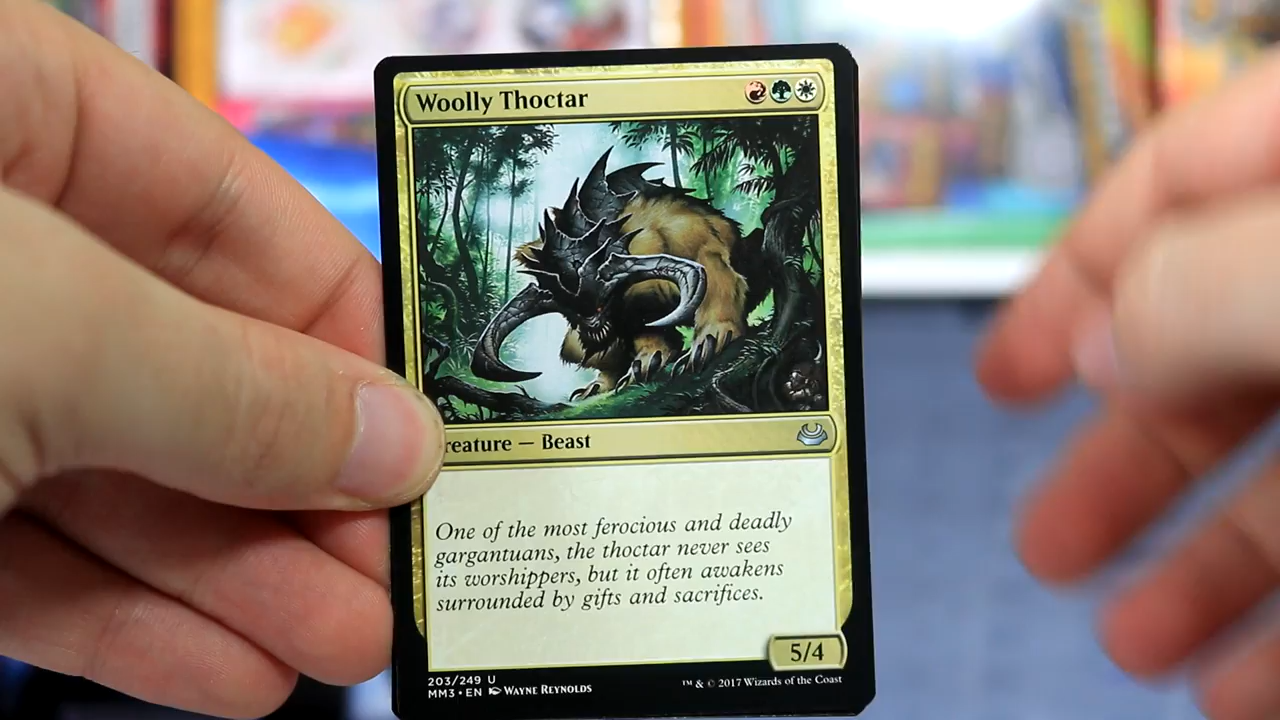 Woolly Thoctar
reature — Beast
One of the most ferocious and deadly
gargantuans, the thoctar never sees
its worshippers, but it often awakens
surrounded by gifts and sacrifices.
5/4
203/249 U
MM3 • EN Wayne Reynolds
™ & © 2017 Wizards of the Coast